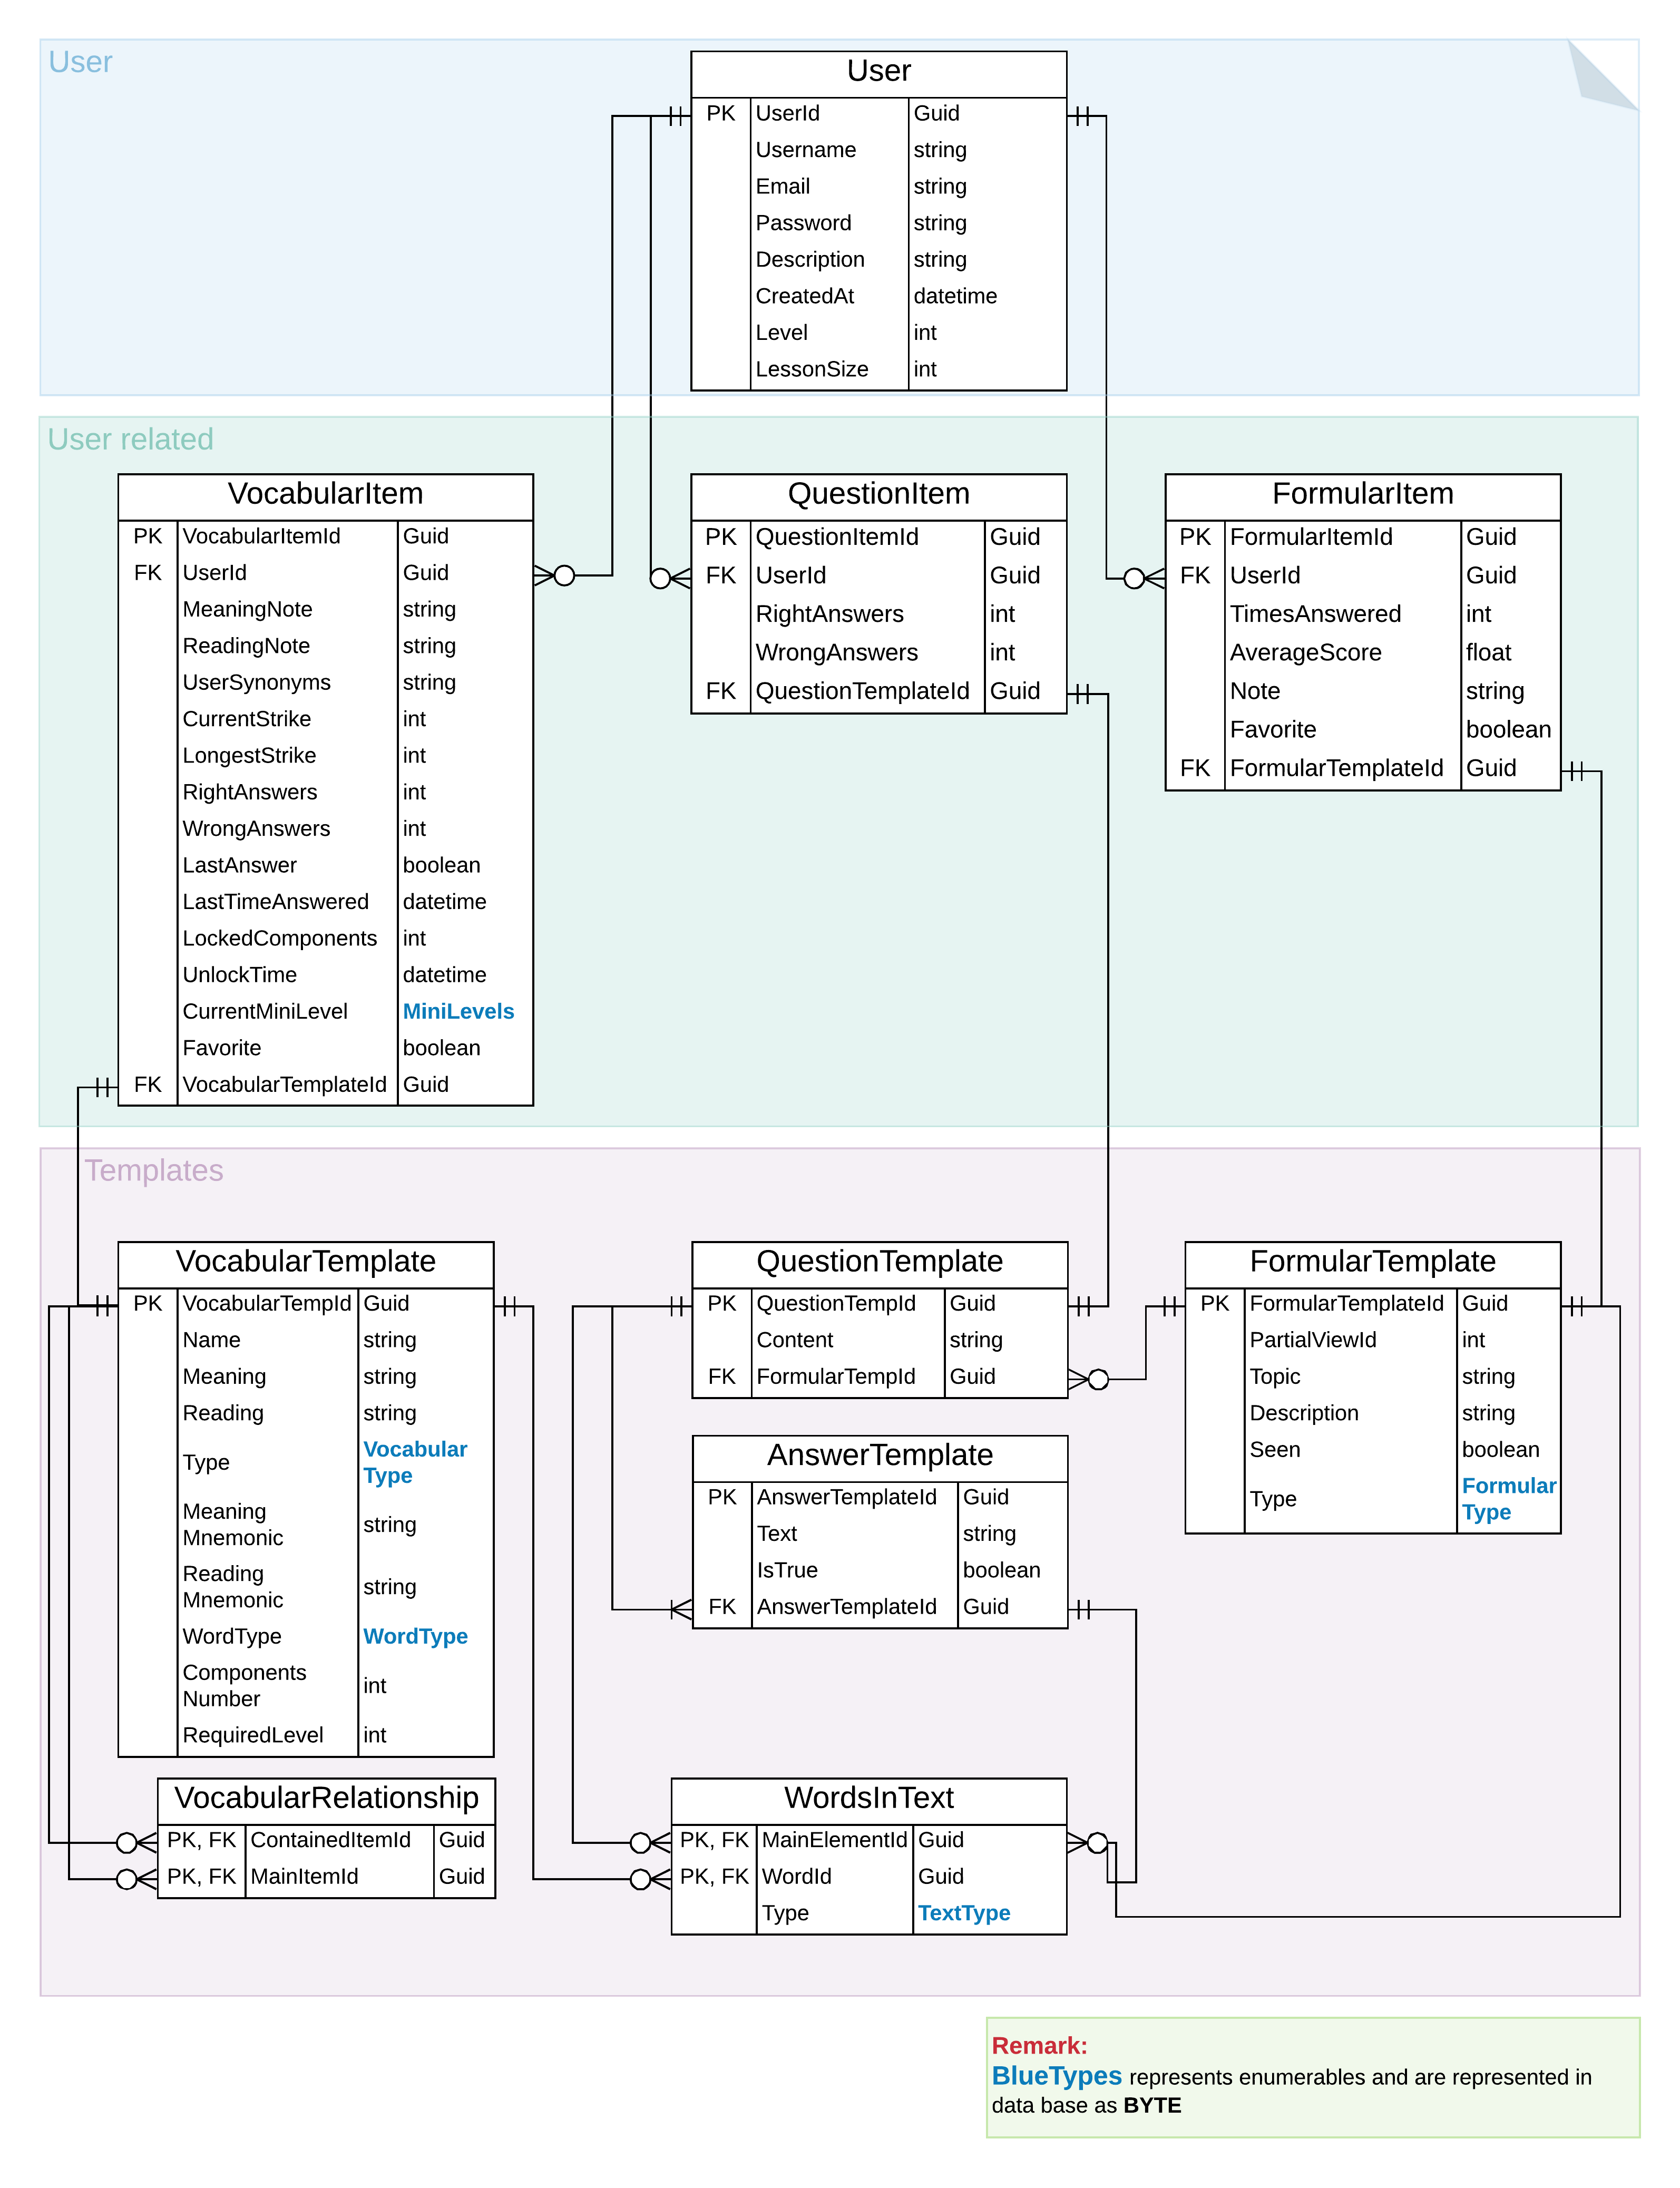 User
User
PK UserId Guid
Username string
Email string
Password string
Description string
CreatedAt datetime
Level int
LessonSize int
User related
VocabularItem
PK VocabularItemId Guid
FK UserId Guid
MeaningNote string
ReadingNote string
UserSynonyms string
CurrentStrike int
LongestStrike int
RightAnswers int
WrongAnswers int
LastAnswer boolean
LastTimeAnswered datetime
LockedComponents int
UnlockTime datetime
CurrentMiniLevel MiniLevels
Favorite boolean
FK VocabularTemplateId Guid
QuestionItem
PK QuestionItemId Guid
FK UserId Guid
RightAnswers int
WrongAnswers int
FK QuestionTemplateId Guid
FormularItem
PK FormularItemId Guid
FK UserId Guid
TimesAnswered int
AverageScore float
Note string
Favorite boolean
FK FormularTemplateId Guid
Templates
VocabularTemplate
PK VocabularTempId Guid
Name string
Meaning string
Reading string
Type Vocabular
Type
Meaning
Mnemonic string
Reading
Mnemonic string
WordType WordType
Components
Number int
RequiredLevel int
VocabularRelationship
PK, FK ContainedItemId Guid
PK, FK MainItemId Guid
QuestionTemplate
PK QuestionTempId Guid
Content string
FK FormularTempId Guid
AnswerTemplate
PK AnswerTemplateId Guid
Text string
IsTrue boolean
FK AnswerTemplateId Guid
WordsInText
PK, FK MainElementId Guid
PK, FK WordId Guid
Type TextType
FormularTemplate
PK FormularTemplateId Guid
PartialViewId int
Topic string
Description string
Seen boolean
Type Formular
Type
Remark:
BlueTypes represents enumerables and are represented in
data base as BYTE